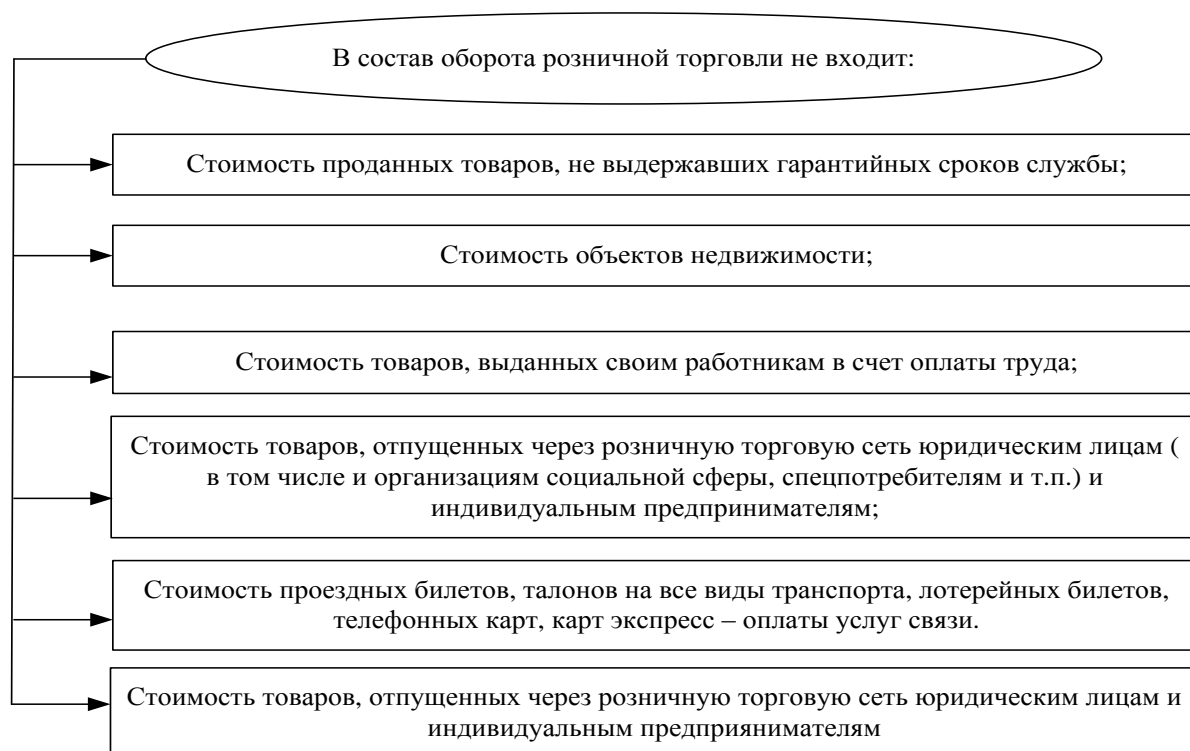 В состав оборота розничной торговли не входит:
Стоимость проданных товаров, не выдержавших гарантийных сроков службы;
Стоимость объектов недвижимости;
Стоимость товаров, выданных своим работникам в счет оплаты труда;
Стоимость товаров, отпущенных через розничную торговую сеть юридическим лицам (
в том числе и организациям социальной сферы, спецпотребителям и т.п.) и
индивидуальным предпринимателям;
Стоимость проездных билетов, талонов на все виды транспорта, лотерейных билетов,
телефонных карт, карт экспресс – оплаты услуг связи.
Стоимость товаров, отпущенных через розничную торговую сеть юридическим лицам и
индивидуальным предприянимателям